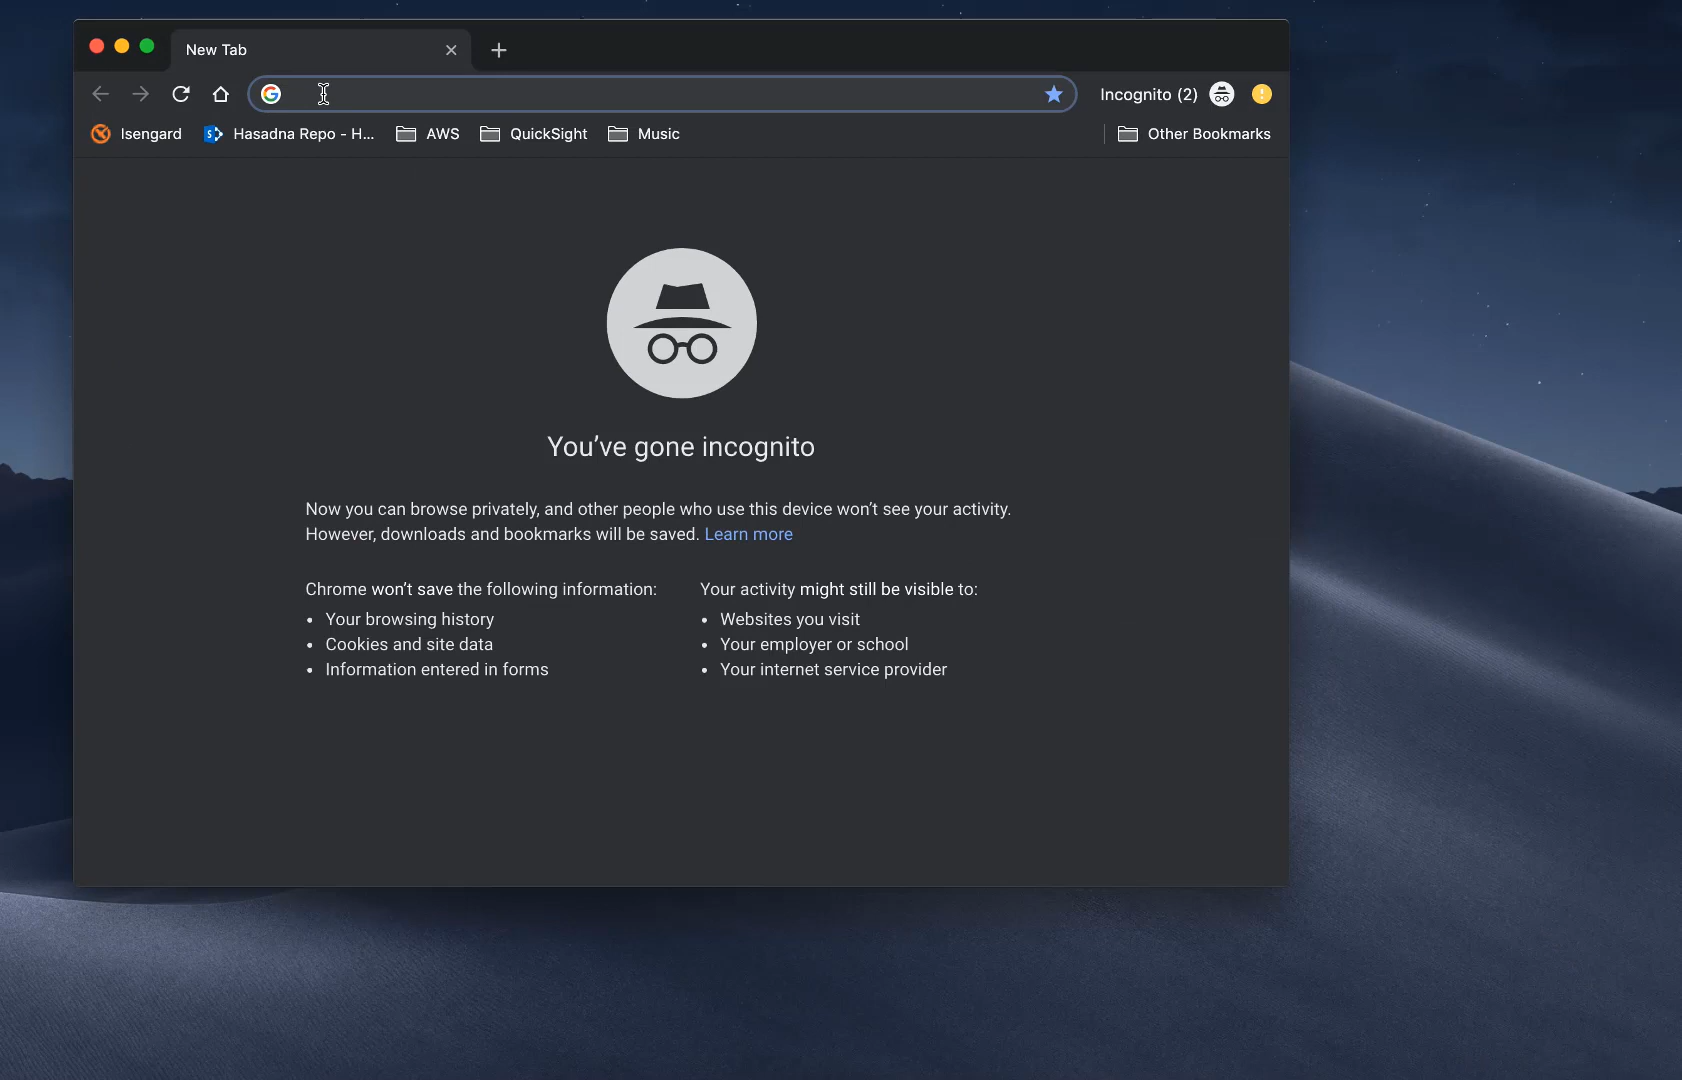 New Tab
Incognito (2)
Isengard
Hasadna Repo - H...
AWS
QuickSight
Music
Other Bookmarks
You've gone incognito
Now you can browse privately, and other people who use this device won't see your activity.
However, downloads and bookmarks will be saved. Learn more
Chrome won't save the following information:
Your browsing history
Cookies and site data
Information entered in forms
Your activity might still be visible to:
Websites you visit
Your employer or school
Your internet service provider